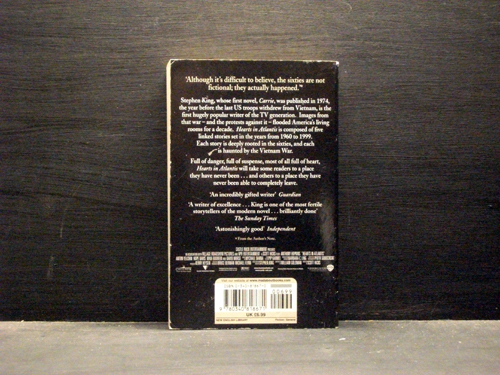 'Although it's difficult to believe, the sixties are not
fictional; they actually happened.'*
Stephen King, whose first novel, Carrie, was published in 1974,
the year before the last US troops withdrew from Vietnam, is the
first hugely popular writer of the TV generation. Images from
that war – and the protests against it – flooded America's living
rooms for a decade. Hearts in Atlantis is composed of five
linked stories set in the years from 1960 to 1999.
Each story is deeply rooted in the sixties, and each
is haunted by the Vietnam War.
Full of danger, full of suspense, most of all full of heart,
Hearts in Atlantis will take some readers to a place
they have never been . . . and others to a place they have
never been able to completely leave.
'An incredibly gifted writer' Guardian
'A writer of excellence . . . King is one of the most fertile
storytellers of the modern novel . . . brilliantly done'
The Sunday Times
'Astonishingly good' Independent
* From the Author's Note.
00699
9 780340 818671
UK £6.99